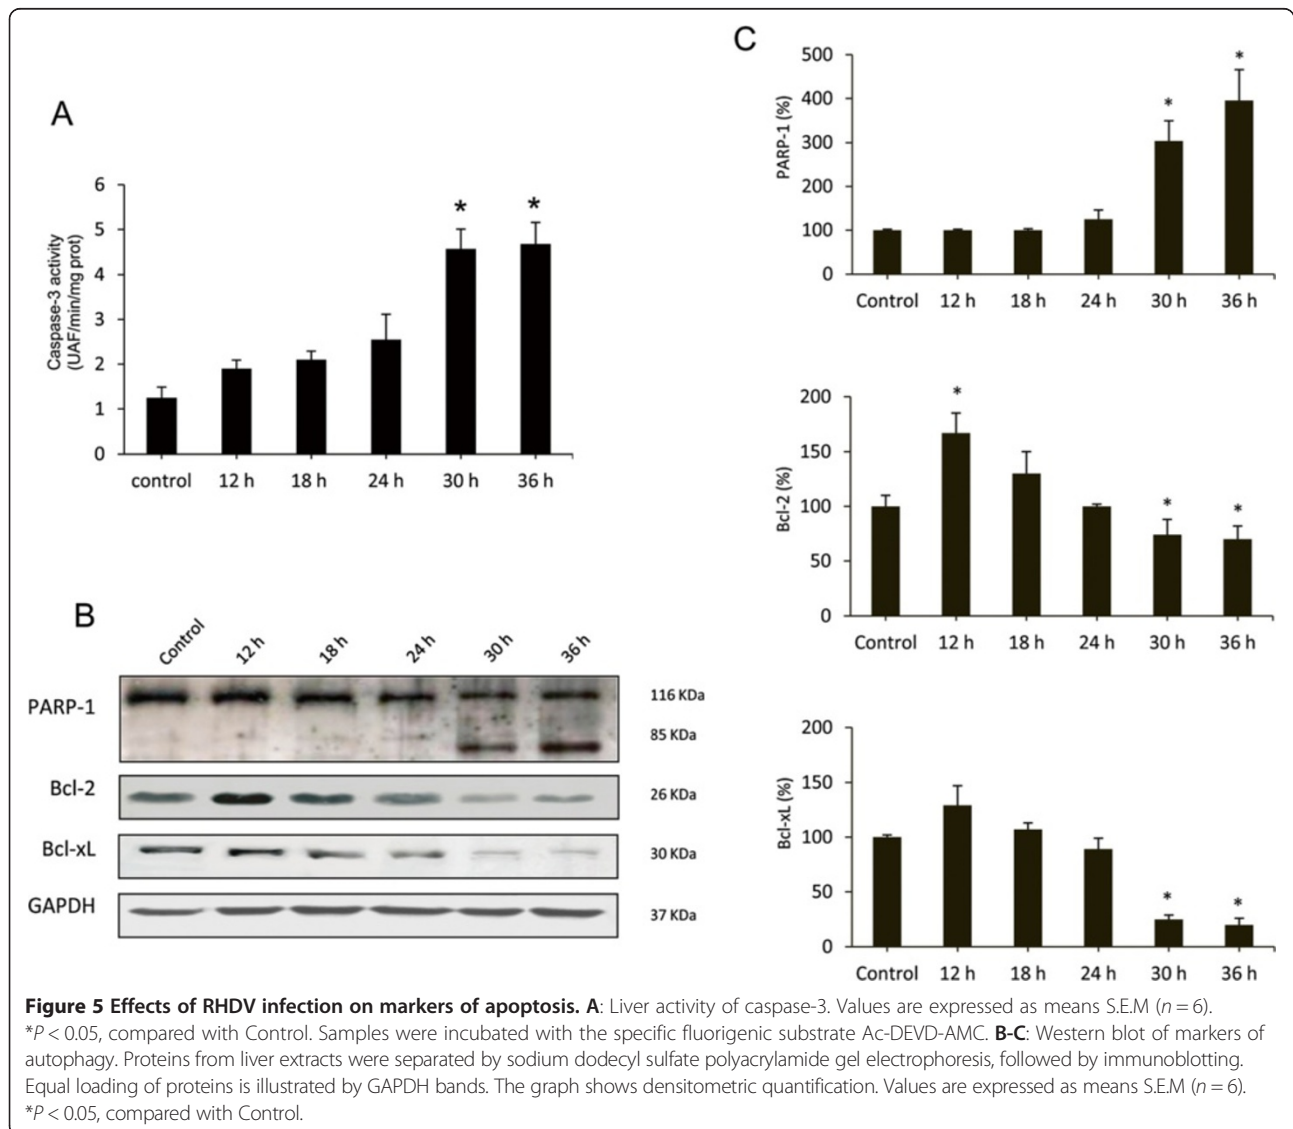 A
Caspase-3 activity
(UAF/min/mg prot)
6
5
4
3
2
1
0
* *
control 12 h 18 h 24 h 30 h 36 h
B
Control 12 h 18 h 24 h 30 h 36 h
PARP-1
116 KDa
85 KDa
Bcl-2
26 KDa
Bcl-xL
30 KDa
GAPDH
37 KDa
C
PARP-1 (%)
500
400
300
200
100
0
* *
Control 12 h 18 h 24 h 30 h 36 h
Bcl-2 (%)
200
150
100
50
0
* * *
Control 12 h 18 h 24 h 30 h 36 h
Bcl-xL (%)
200
150
100
50
0
* *
Control 12 h 18 h 24 h 30 h 36 h
Figure 5 Effects of RHDV infection on markers of apoptosis. A: Liver activity of caspase-3. Values are expressed as means S.E.M (n = 6).
*P < 0.05, compared with Control. Samples were incubated with the specific fluorigenic substrate Ac-DEVD-AMC. B-C: Western blot of markers of
autophagy. Proteins from liver extracts were separated by sodium dodecyl sulfate polyacrylamide gel electrophoresis, followed by immunoblotting.
Equal loading of proteins is illustrated by GAPDH bands. The graph shows densitometric quantification. Values are expressed as means S.E.M (n = 6).
*P < 0.05, compared with Control.